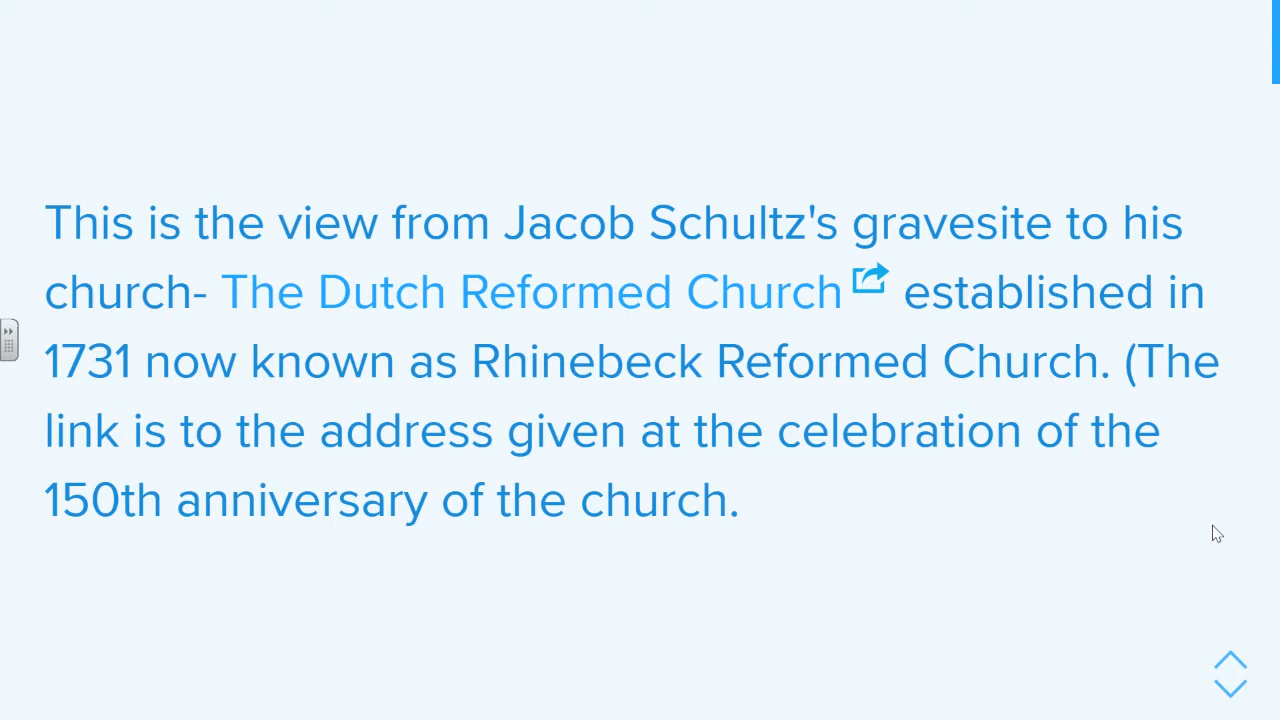 This is the view from Jacob Schultz's gravesite to his
church- The Dutch Reformed Church established in
1731 now known as Rhinebeck Reformed Church. (The
link is to the address given at the celebration of the
150th anniversary of the church.